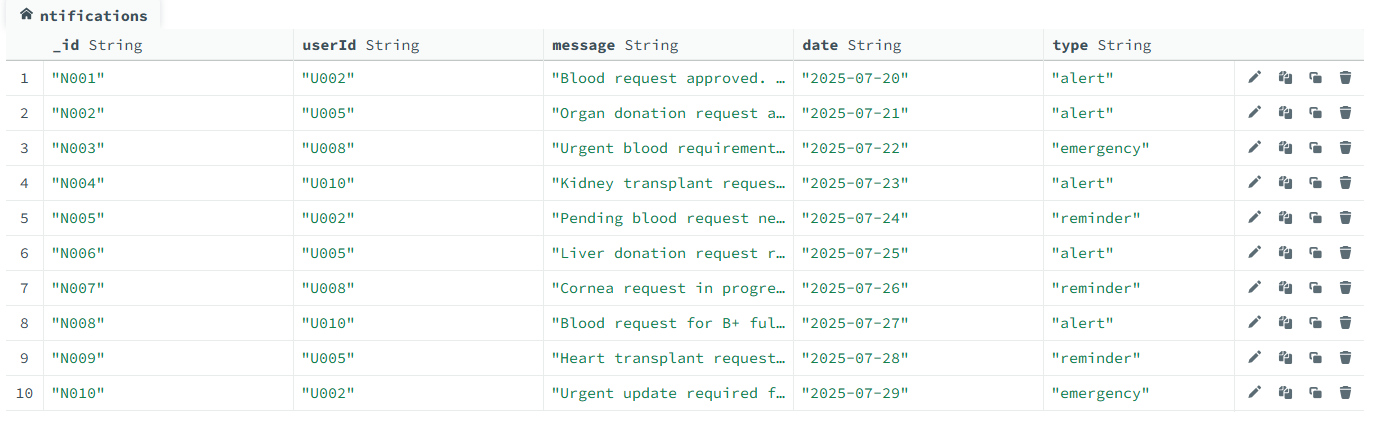 ntifications
_id String userId String message String date String type String
1 "N001" "U002" "Blood request approved. … "2025-07-20" "alert"
2 "N002" "U005" "Organ donation request a… "2025-07-21" "alert"
3 "N003" "U008" "Urgent blood requirement… "2025-07-22" "emergency"
4 "N004" "U010" "Kidney transplant reques… "2025-07-23" "alert"
5 "N005" "U002" "Pending blood request ne… "2025-07-24" "reminder"
6 "N006" "U005" "Liver donation request r… "2025-07-25" "alert"
7 "N007" "U008" "Cornea request in progre… "2025-07-26" "reminder"
8 "N008" "U010" "Blood request for B+ ful… "2025-07-27" "alert"
9 "N009" "U005" "Heart transplant request… "2025-07-28" "reminder"
10 "N010" "U002" "Urgent update required f… "2025-07-29" "emergency"